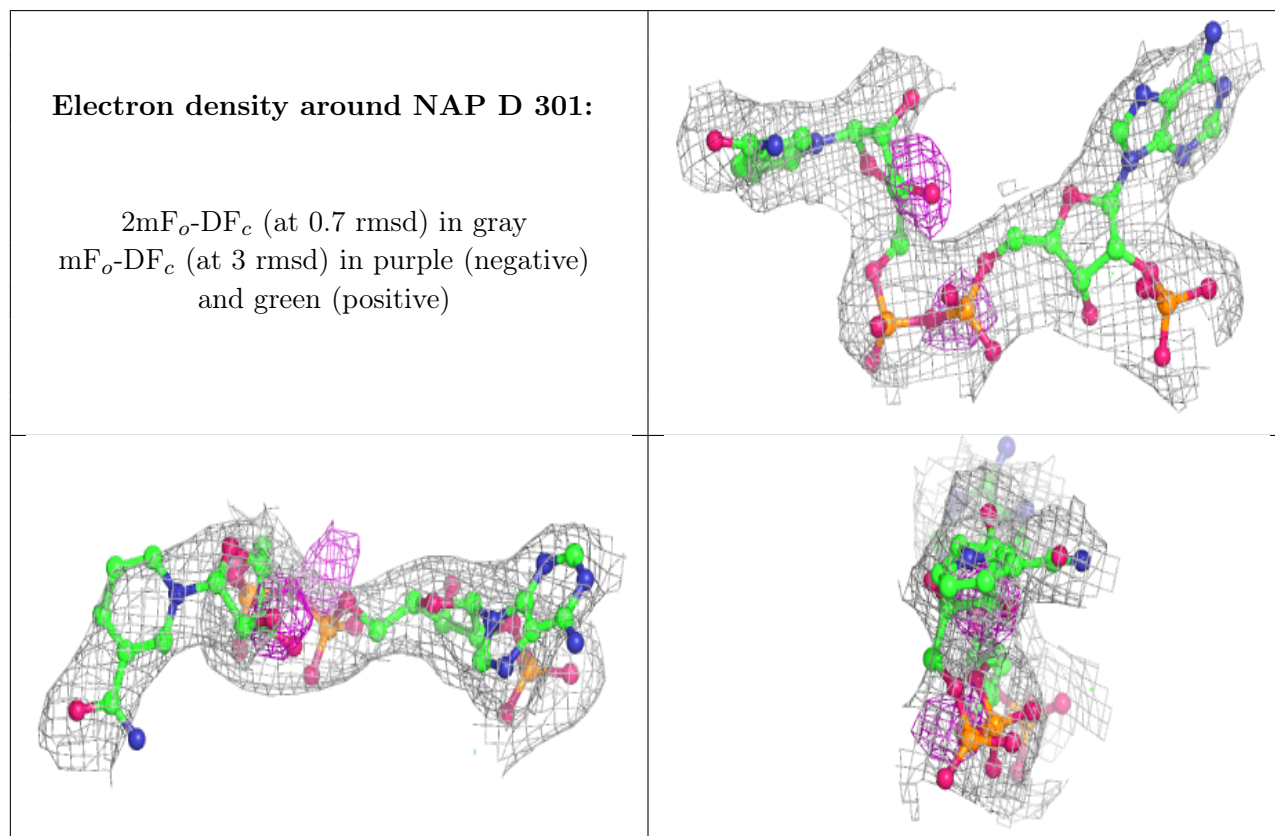 Electron density around NAP D 301:
2mFo-DFc (at 0.7 rmsd) in gray
mFo-DFc (at 3 rmsd) in purple (negative)
and green (positive)